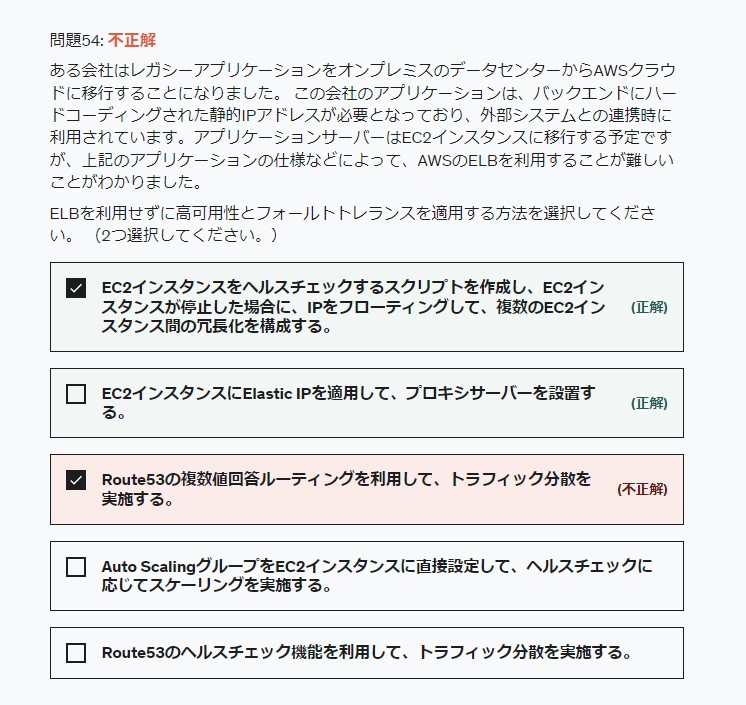 問題54: 不正解
ある会社はレガシーアプリケーションをオンプレミスのデータセンターからAWSクラウ
ドに移行することになりました。 この会社のアプリケーションは、バックエンドにハー
ドコーディングされた静的IPアドレスが必要となっており、外部システムとの連携時に
利用されています。アプリケーションサーバーはEC2インスタンスに移行する予定です
が、上記のアプリケーションの仕様などによって、AWSのELBを利用することが難しい
ことがわかりました。
ELBを利用せずに高可用性とフォールトトレランスを適用する方法を選択してくださ
い。 （2つ選択してください。）
EC2インスタンスをヘルスチェックするスクリプトを作成し、EC2イン
スタンスが停止した場合に、IPをフローティングして、複数のEC2イン
スタンス間の冗長化を構成する。
(正解)
EC2インスタンスにElastic IPを適用して、プロキシサーバーを設置す
る。
(正解)
Route53の複数値回答ルーティングを利用して、トラフィック分散を
実施する。
(不正解)
Auto ScalingグループをEC2インスタンスに直接設定して、ヘルスチェックに
応じてスケーリングを実施する。
Route53のヘルスチェック機能を利用して、トラフィック分散を実施する。